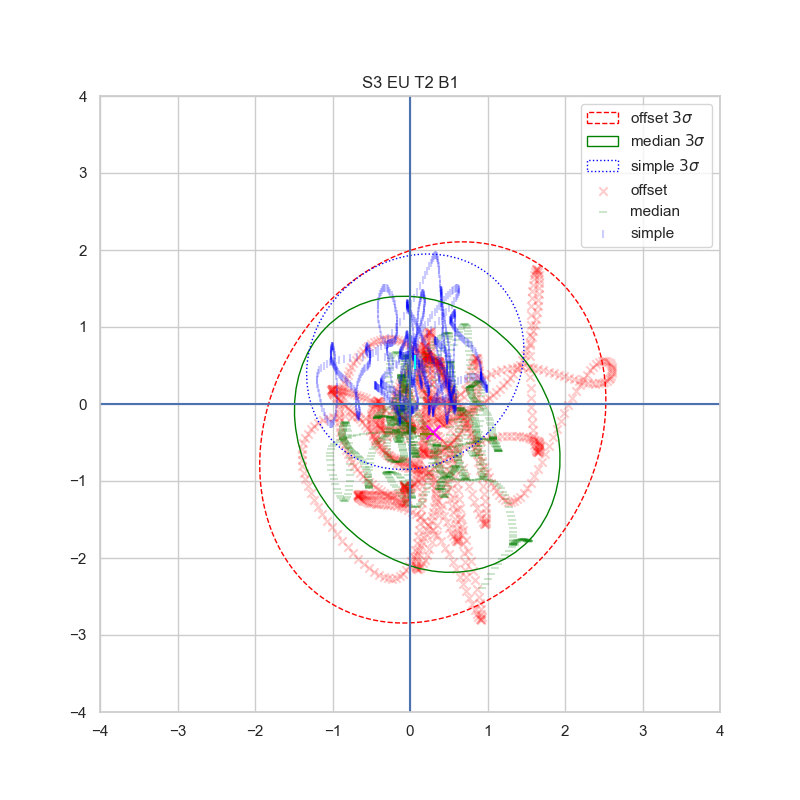 S3 EU T2 B1
offset 3σ
median 3σ
simple 3σ
offset
median
simple
4
3
2
1
0
−1
−2
−3
−4
−4 −3 −2 −1 0 1 2 3 4